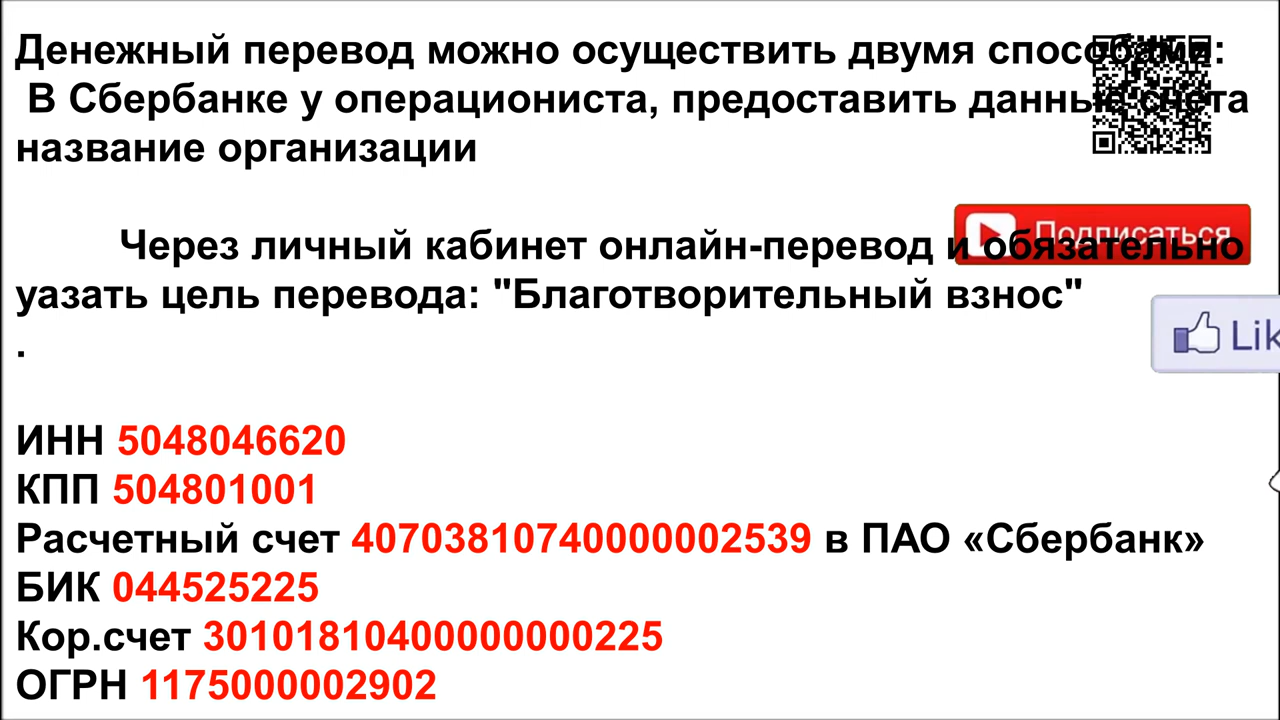 Денежный перевод можно осуществить двумя способами:
В Сбербанке у операциониста, предоставить данные счета
название организации
Подписаться
Через личный кабинет онлайн-перевод и обязательно
уазать цель перевода: "Благотворительный взнос"
.
Lik
ИНН 5048046620
КПП 504801001
Расчетный счет 40703810740000002539 в ПАО «Сбербанк»
БИК 044525225
Кор.счет 30101810400000000225
ОГРН 1175000002902